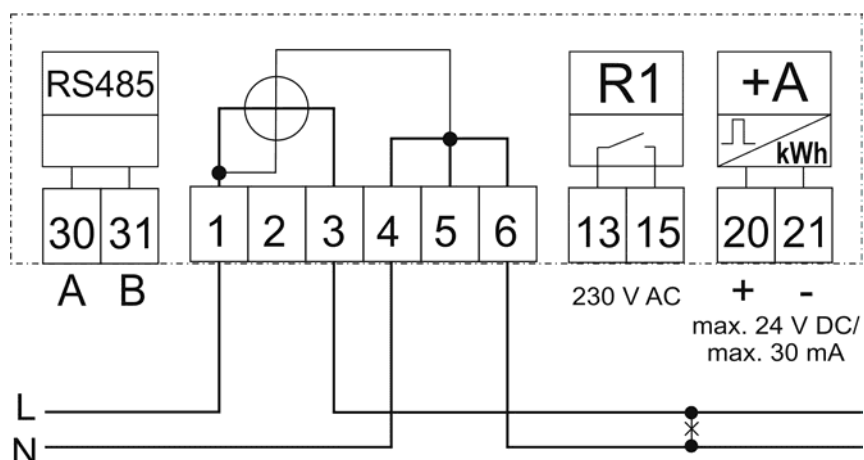 RS485
R1
+A
kWh
30 31
1 2 3 4 5 6
13 15
20 21
A B
230 V AC
+ -
max. 24 V DC/
max. 30 mA
L
N